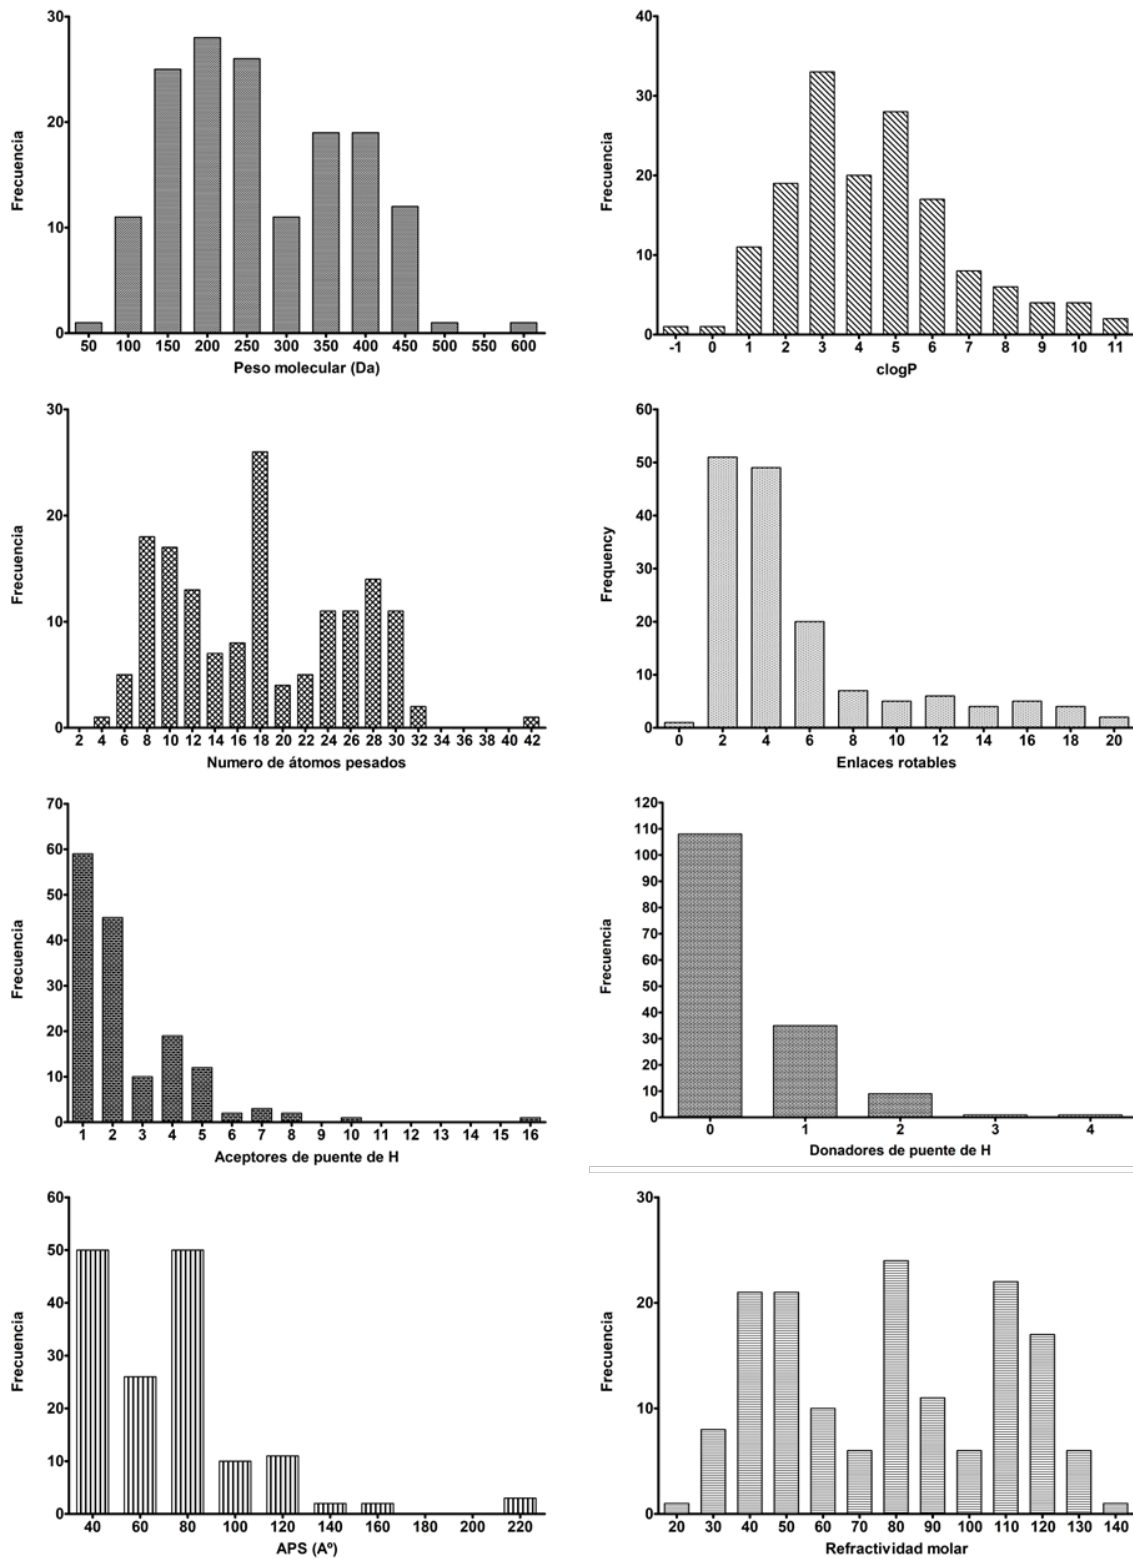 30
20
10
0
Frecuencia
50 100 150 200 250 300 350 400 450 500 550 600
Peso molecular (Da)
40
30
20
10
0
Frecuencia
-1 0 1 2 3 4 5 6 7 8 9 10 11
clogP
30
20
10
0
Frecuencia
2 4 6 8 10 12 14 16 18 20 22 24 26 28 30 32 34 36 38 40 42
Numero de átomos pesados
60
50
40
30
20
10
0
Frequency
0 2 4 6 8 10 12 14 16 18 20
Enlaces rotables
70
60
50
40
30
20
10
0
Frecuencia
1 2 3 4 5 6 7 8 9 10 11 12 13 14 15 16
Aceptores de puente de H
120
110
100
90
80
70
60
50
40
30
20
10
0
Frecuencia
0 1 2 3 4
Donadores de puente de H
60
50
40
30
20
10
0
Frecuencia
40 60 80 100 120 140 160 180 200 220
APS (Aº)
30
20
10
0
Frecuencia
20 30 40 50 60 70 80 90 100 110 120 130 140
Refractividad molar